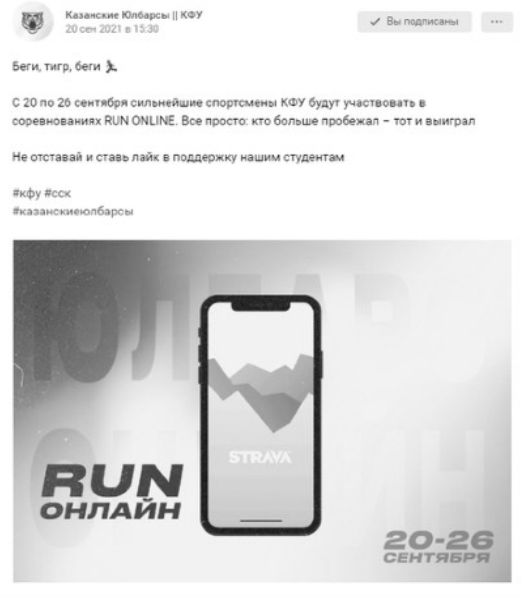 Казанские Юлбарсы || КФУ
20 сен 2021 в 15:30
Вы подписаны
Беги, тигр, беги
С 20 по 26 сентября сильнейшие спортсмены КФУ будут участвовать в
соревнованиях RUN ONLINE. Все просто: кто больше пробежал – тот и выиграл
Не отставай и ставь лайк в поддержку нашим студентам
#кфу #сск
#казанскиеюлбарсы
STRAVA
RUN
ОНЛАЙН
20-26
СЕНТЯБРЯ